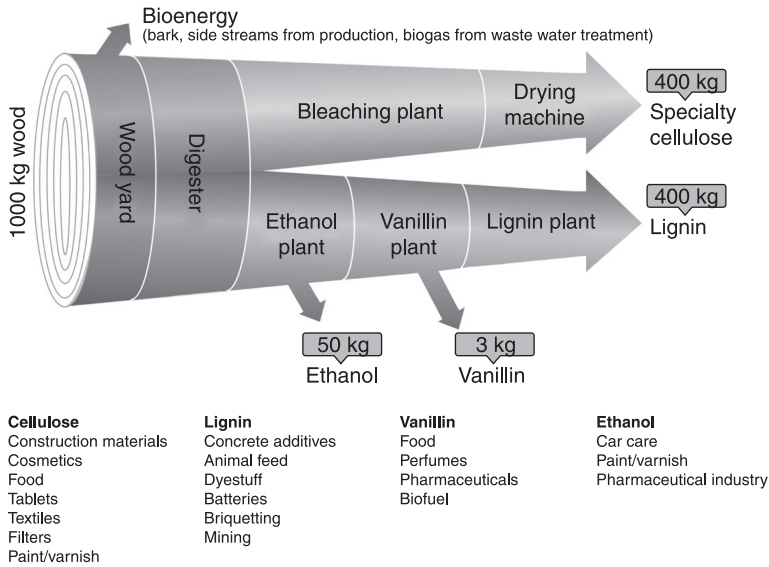 Bioenergy
(bark, side streams from production, biogas from waste water treatment)
1000 kg wood
Wood yard
Digester
Bleaching plant
Drying
machine
400 kg
Specialty
cellulose
Ethanol
plant
Vanillin
plant
Lignin plant
400 kg
Lignin
50 kg
Ethanol
3 kg
Vanillin
Cellulose
Construction materials
Cosmetics
Food
Tablets
Textiles
Filters
Paint/varnish
Lignin
Concrete additives
Animal feed
Dyestuff
Batteries
Briquetting
Mining
Vanillin
Food
Perfumes
Pharmaceuticals
Biofuel
Ethanol
Car care
Paint/varnish
Pharmaceutical industry